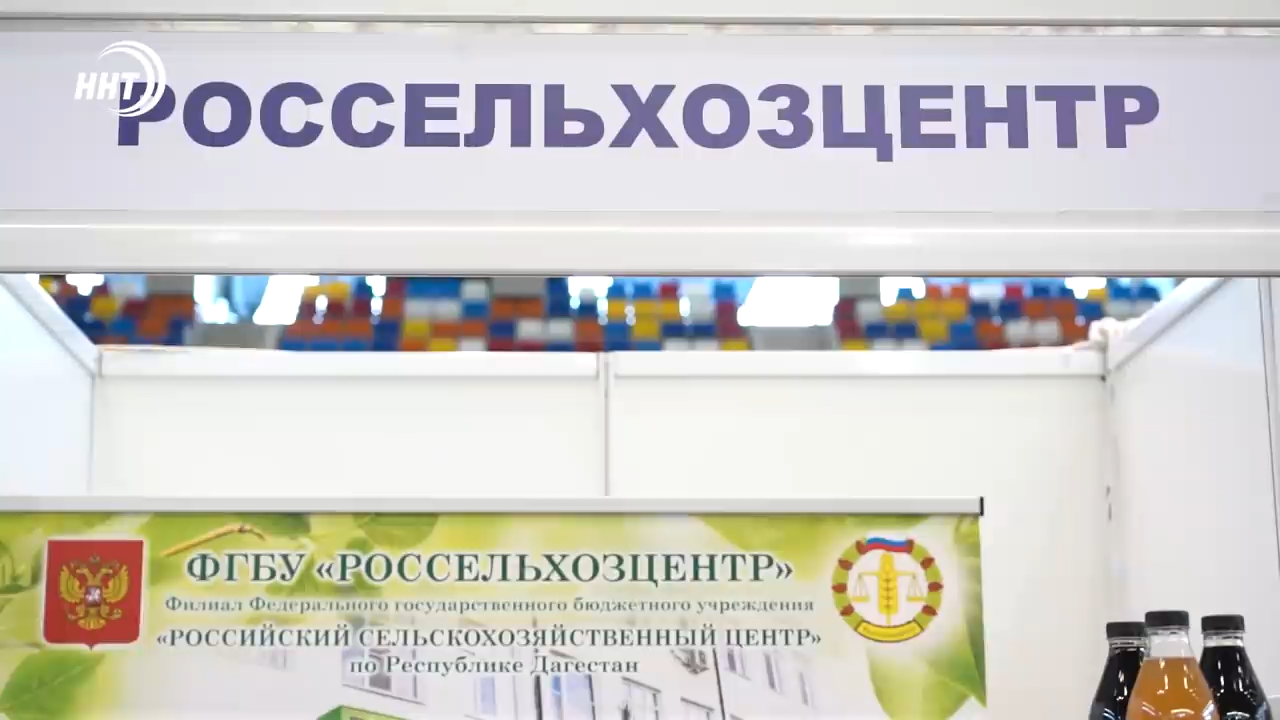 ННТ
РОССЕЛЬХОЗЦЕНТР
ФГБУ «РОССЕЛЬХОЗЦЕНТР»
Филиал Федерального государственного бюджетного учреждения
«РОССИЙСКИЙ СЕЛЬСКОХОЗЯЙСТВЕННЫЙ ЦЕНТР»
по Республике Дагестан